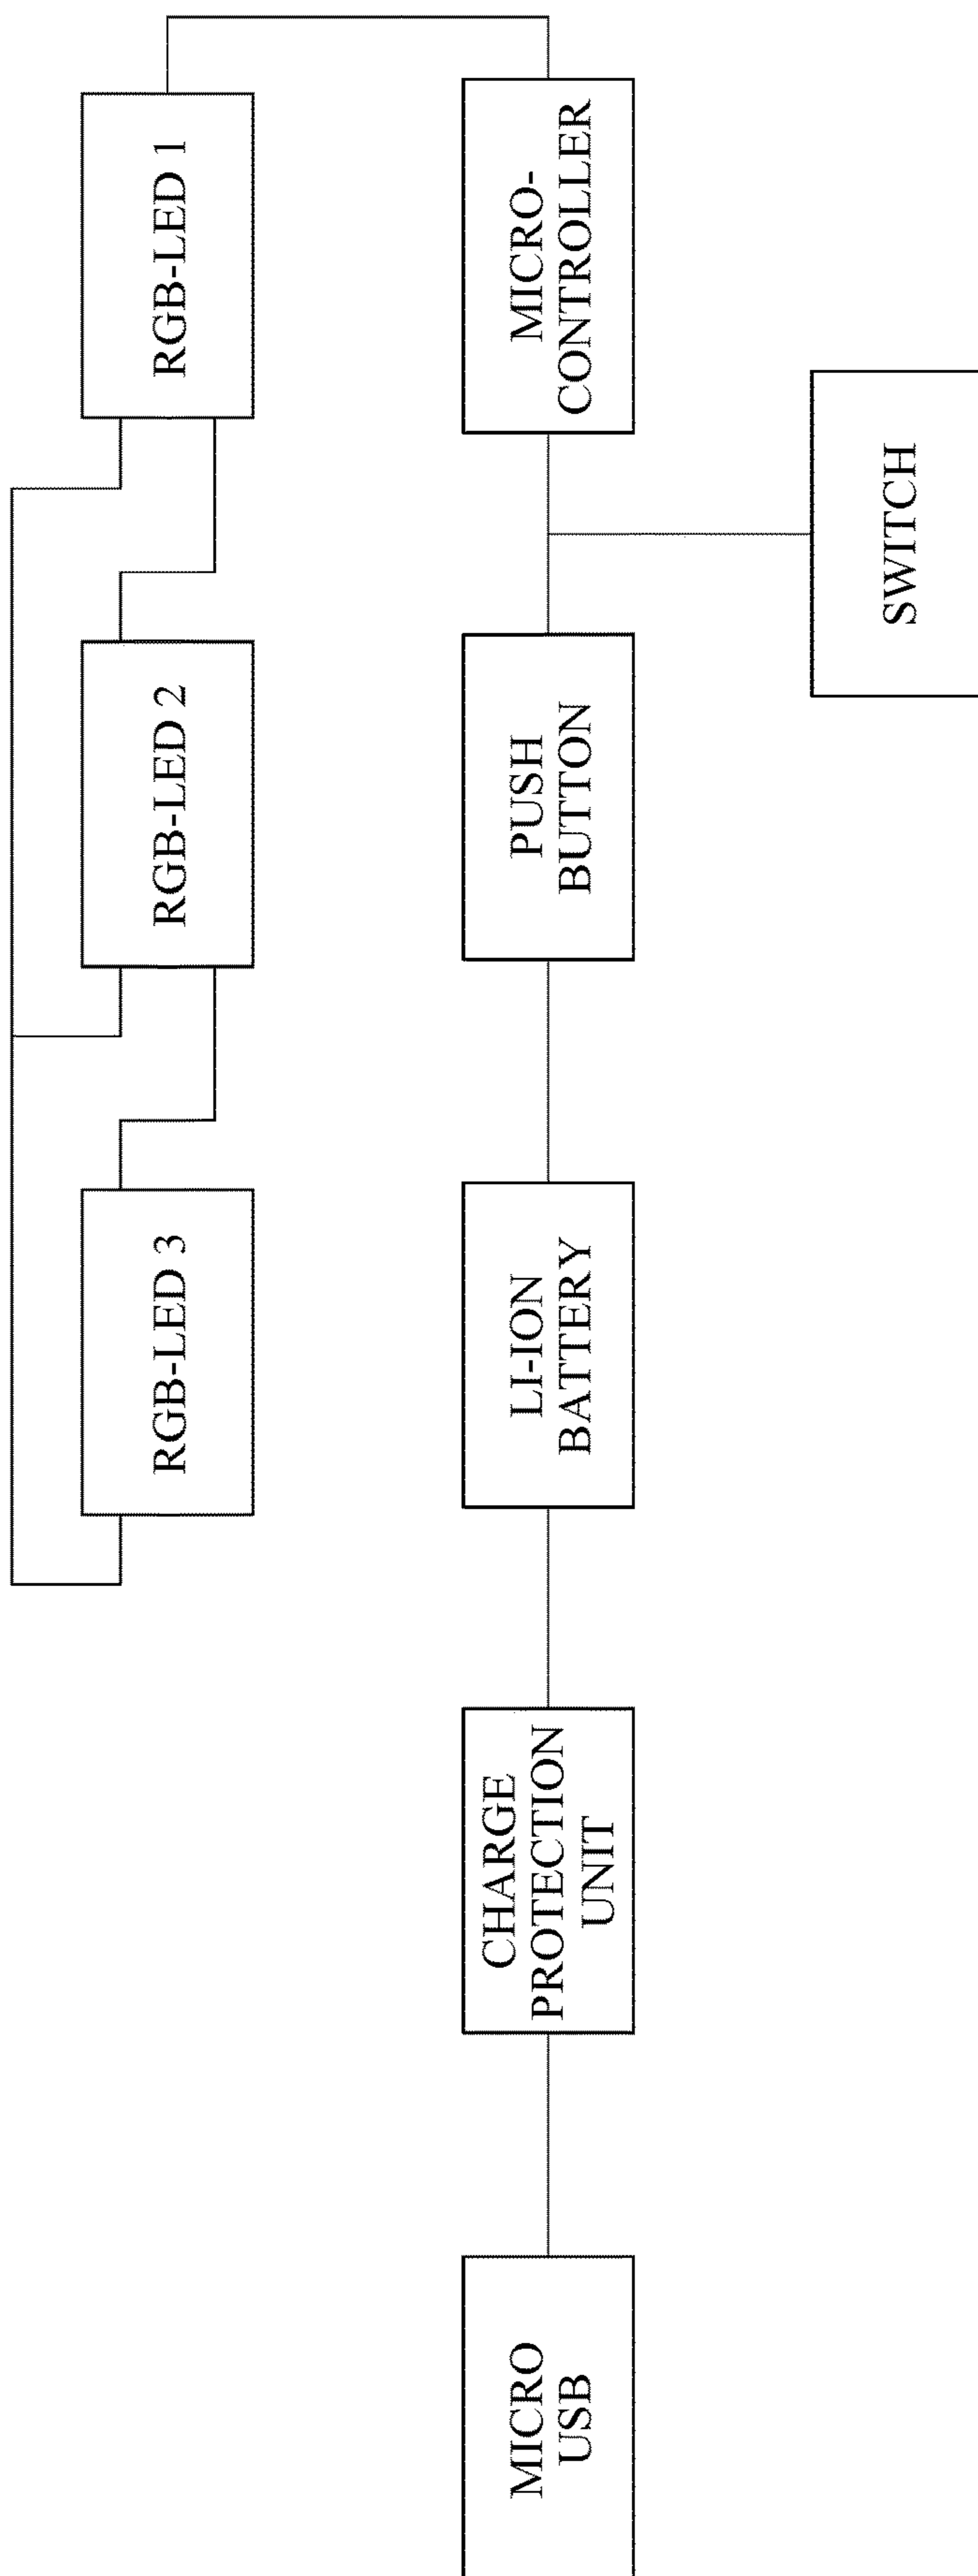 RGB-LED 3
RGB-LED 2
RGB-LED 1
MICRO
USB
CHARGE
PROTECTION
UNIT
LI-ION
BATTERY
PUSH
BUTTON
MICRO-
CONTROLLER
SWITCH